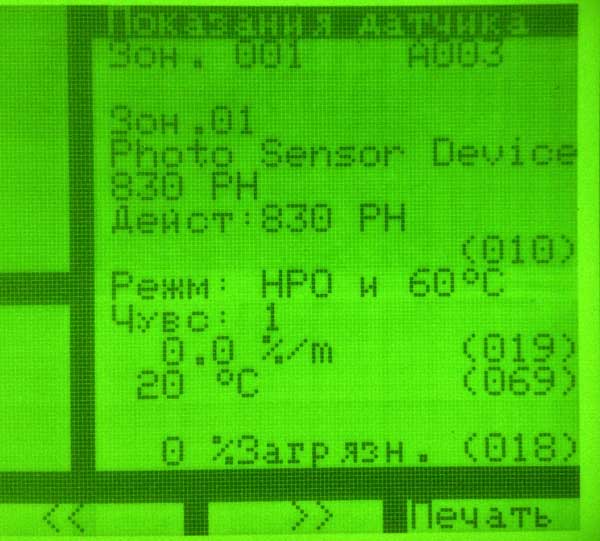 Показания датчика
Зон. 001 A003
Зон.01
Photo Sensor Device
830 PH
Дейст:830 PH
(010)
Режм: HPO и 60°C
Чувс: 1
0.0 %/m (019)
20 °C (069)
0 %Загрязн. (018)
<< >> Печать